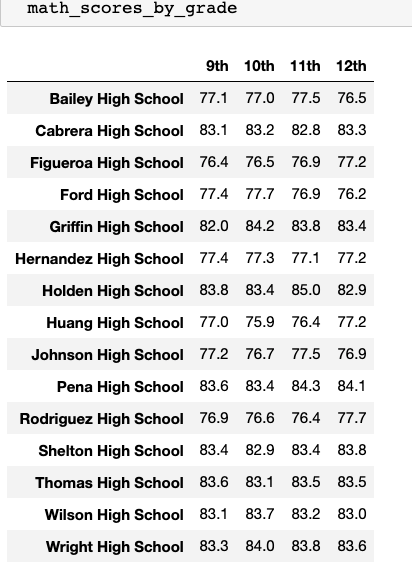 math_scores_by_grade
9th 10th 11th 12th
Bailey High School 77.1 77.0 77.5 76.5
Cabrera High School 83.1 83.2 82.8 83.3
Figueroa High School 76.4 76.5 76.9 77.2
Ford High School 77.4 77.7 76.9 76.2
Griffin High School 82.0 84.2 83.8 83.4
Hernandez High School 77.4 77.3 77.1 77.2
Holden High School 83.8 83.4 85.0 82.9
Huang High School 77.0 75.9 76.4 77.2
Johnson High School 77.2 76.7 77.5 76.9
Pena High School 83.6 83.4 84.3 84.1
Rodriguez High School 76.9 76.6 76.4 77.7
Shelton High School 83.4 82.9 83.4 83.8
Thomas High School 83.6 83.1 83.5 83.5
Wilson High School 83.1 83.7 83.2 83.0
Wright High School 83.3 84.0 83.8 83.6